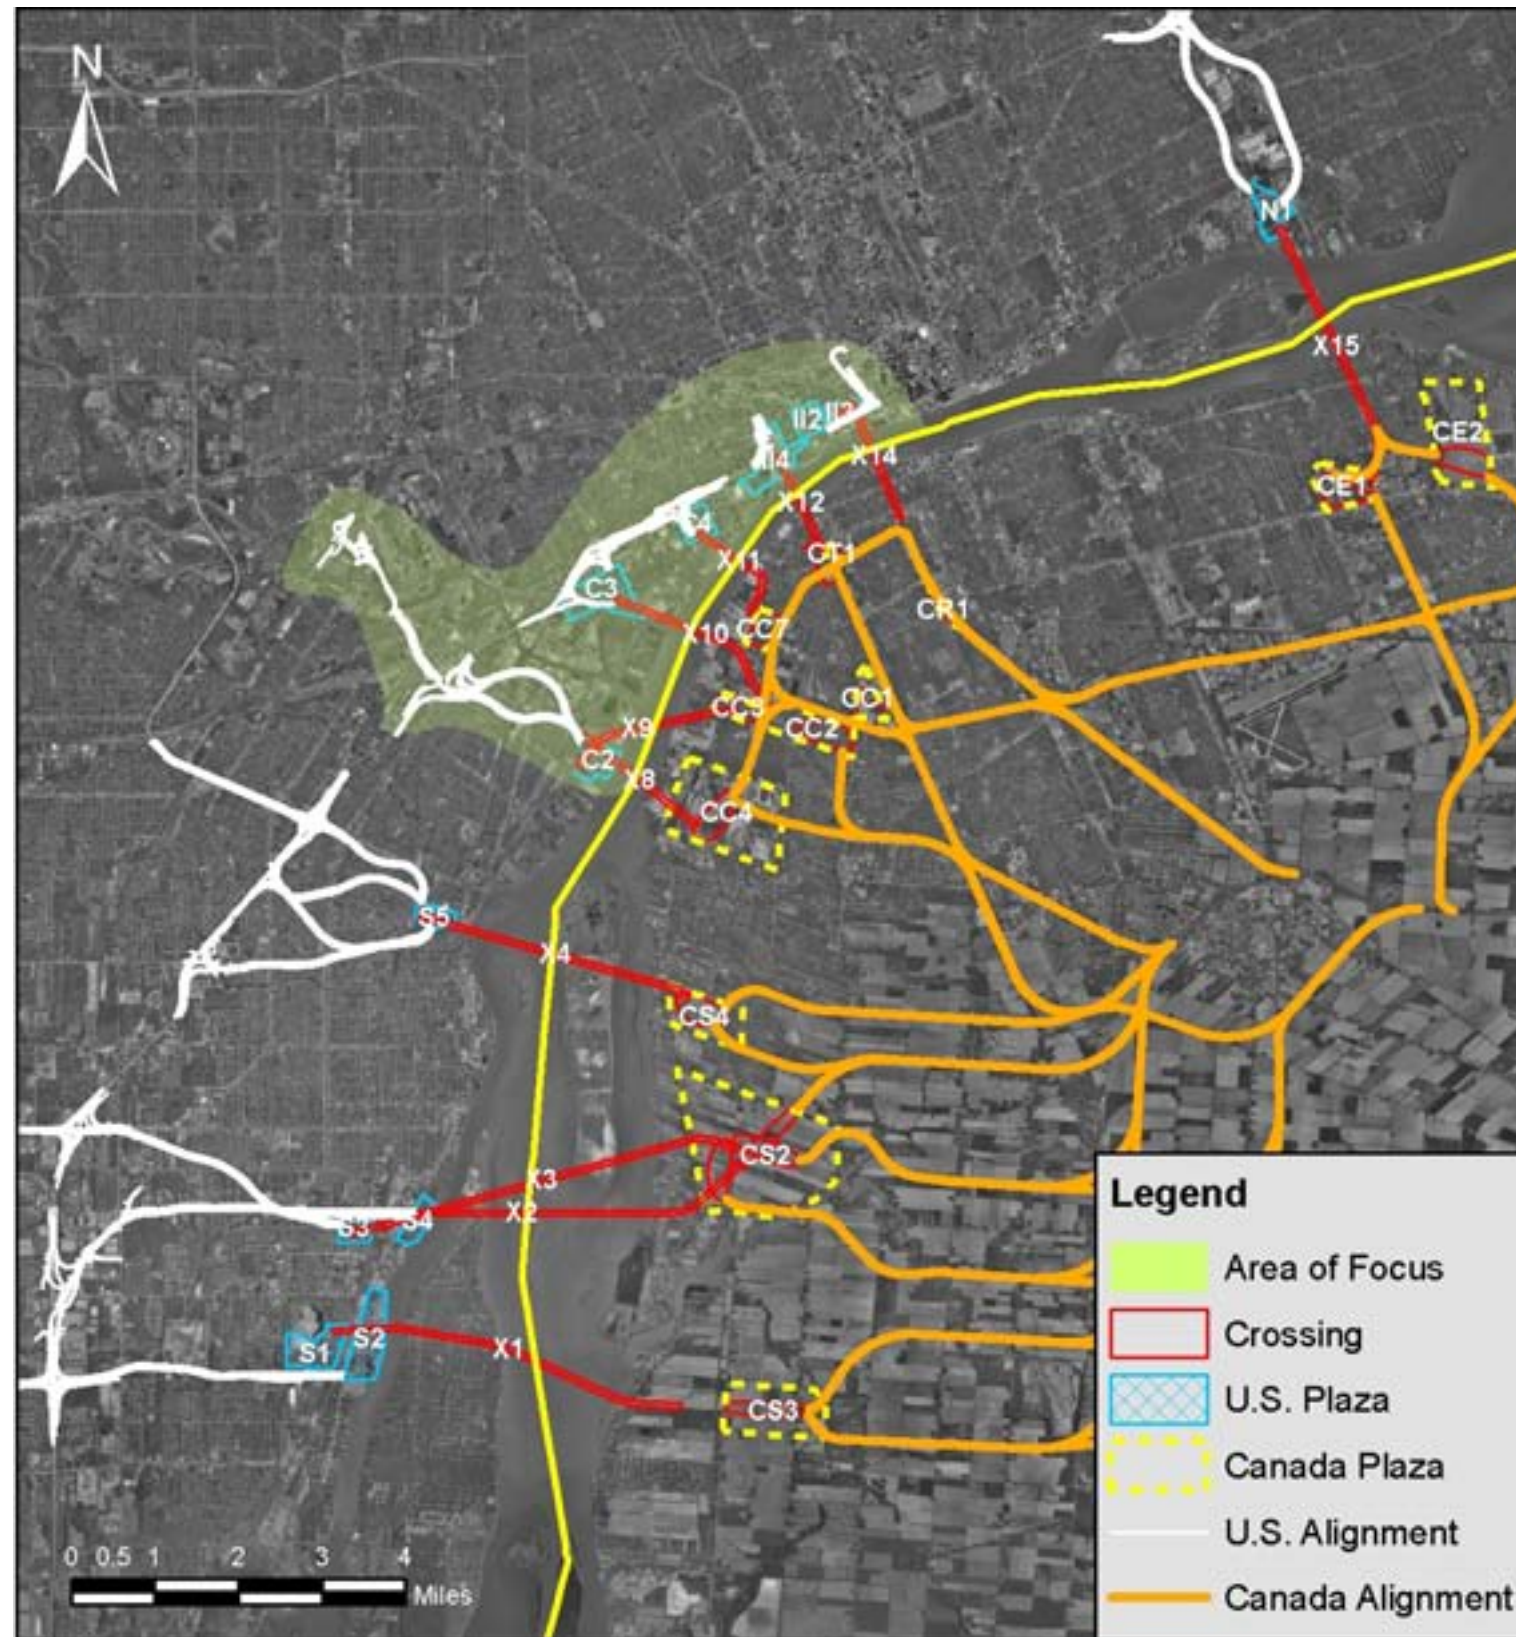 N
N1
X15
CE2
CE1
II2
II3
X14
II4
X12
C4
X11
CT1
C3
CR1
X10
CC7
CC1
CC3
CC2
X9
C2
X8
CC4
S5
X4
CS4
CS2
X3
X2
S3
S4
S2
S1
X1
CS3
Legend
Area of Focus
Crossing
U.S. Plaza
Canada Plaza
U.S. Alignment
Canada Alignment
0 0.5 1 2 3 4
Miles